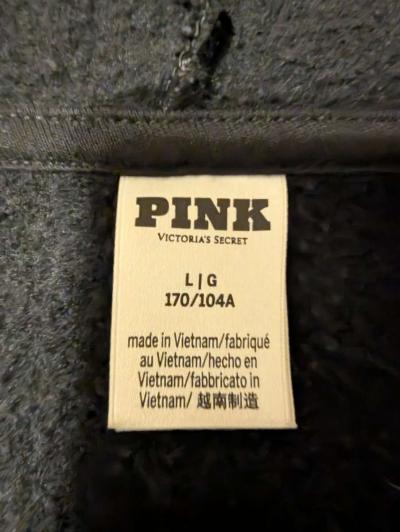 PINK
VICTORIA'S SECRET
L|G
170/104A
made in Vietnam/fabriqué
au Vietnam/hecho en
Vietnam/fabbricato in
Vietnam/ 越南制造